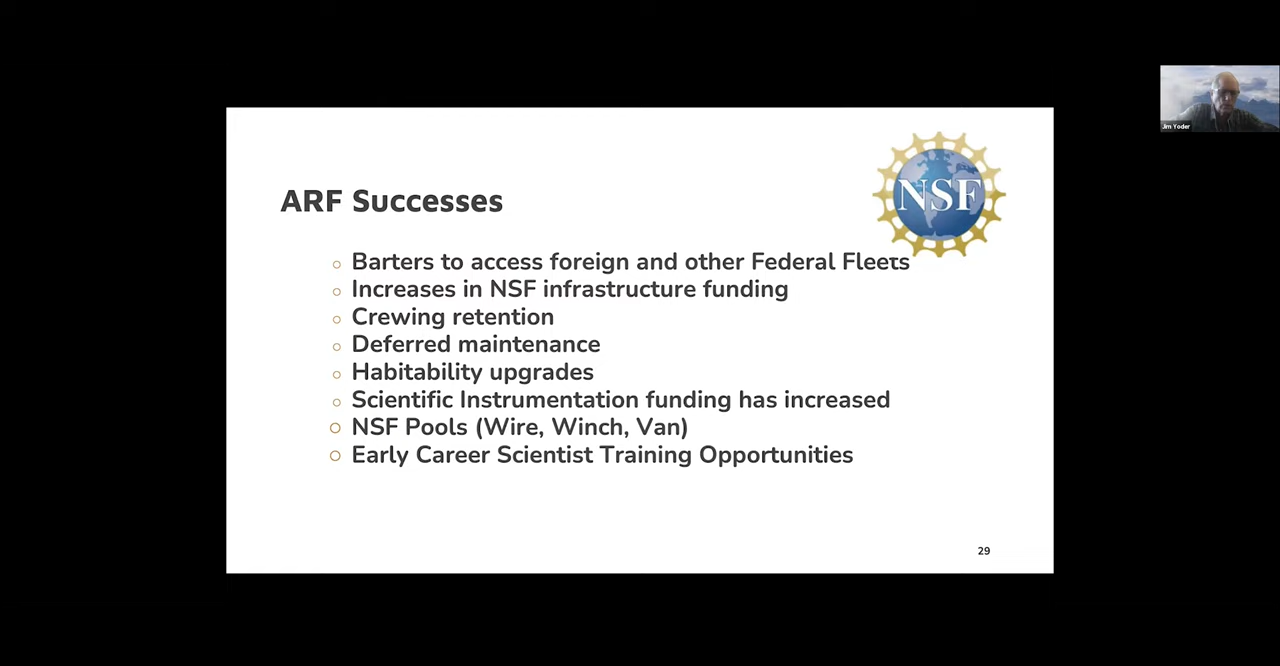 Jim Yoder
NSF
ARF Successes
○ Barters to access foreign and other Federal Fleets
○ Increases in NSF infrastructure funding
○ Crewing retention
○ Deferred maintenance
○ Habitability upgrades
○ Scientific Instrumentation funding has increased
○ NSF Pools (Wire, Winch, Van)
○ Early Career Scientist Training Opportunities
29